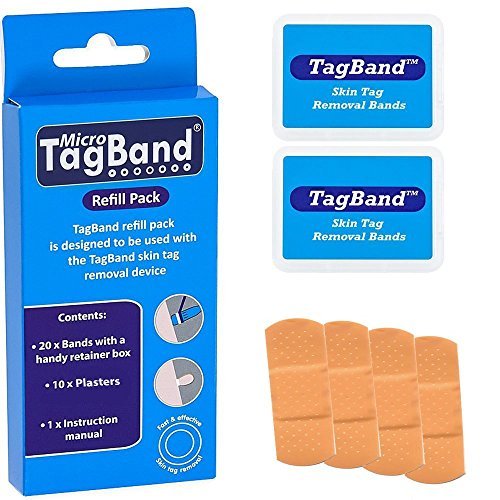 Micro
TagBand®
Refill Pack
TagBand refill pack
is designed to be used with
the TagBand skin tag
removal device
Contents:
• 20 x Bands with a
handy retainer box
• 10 x Plasters
• 1 x Instruction
manual
Fast & effective
Skin tag removal
TagBand™
Skin Tag
Removal Bands
TagBand™
Skin Tag
Removal Bands